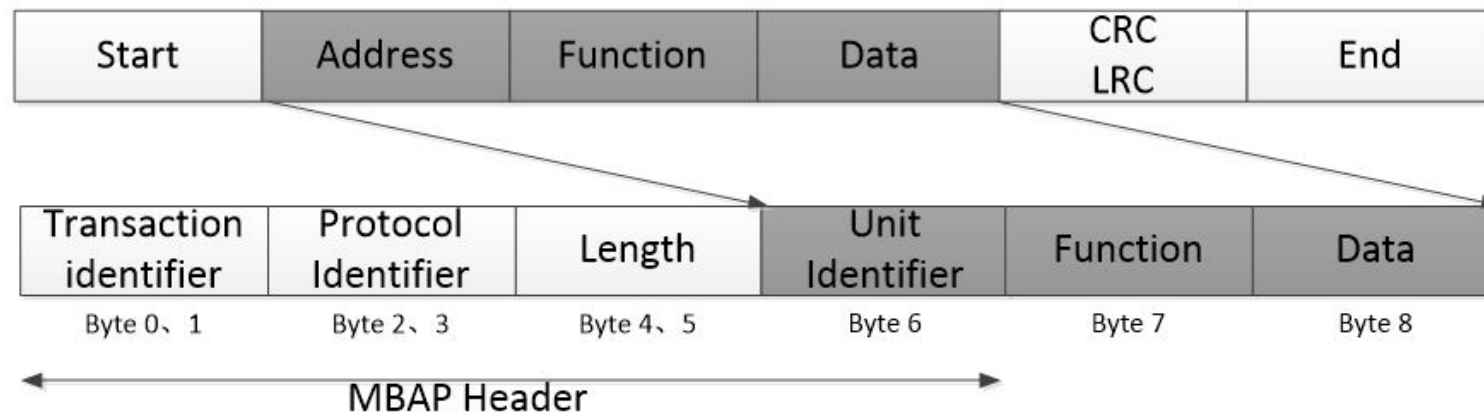 Start Address Function Data CRC LRC End
Transaction identifier Protocol Identifier Length Unit Identifier Function Data
Byte 0、1 Byte 2、3 Byte 4、5 Byte 6 Byte 7 Byte 8
MBAP Header